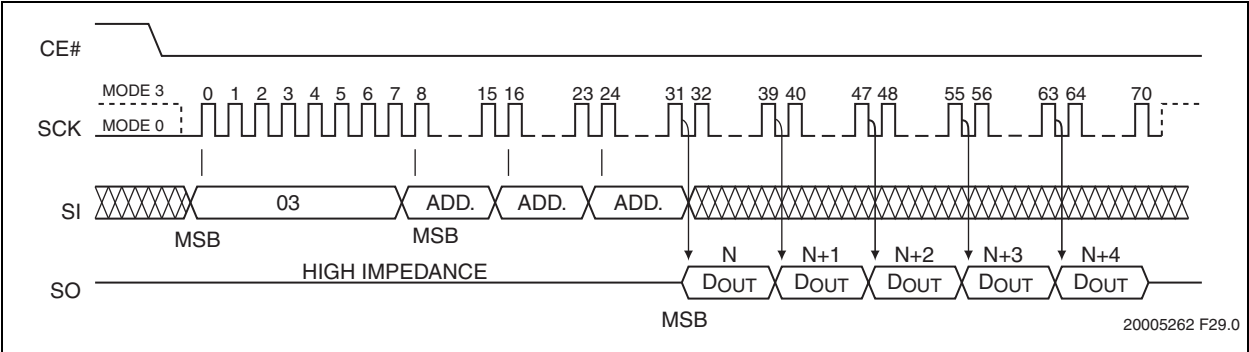 CE#
MODE 3
0 1 2 3 4 5 6 7 8 15 16 23 24 31 32 39 40 47 48 55 56 63 64 70
SCK
MODE 0
SI
03 ADD. ADD. ADD.
MSB MSB
N N+1 N+2 N+3 N+4
HIGH IMPEDANCE
SO
DOUT DOUT DOUT DOUT DOUT
MSB
20005262 F29.0